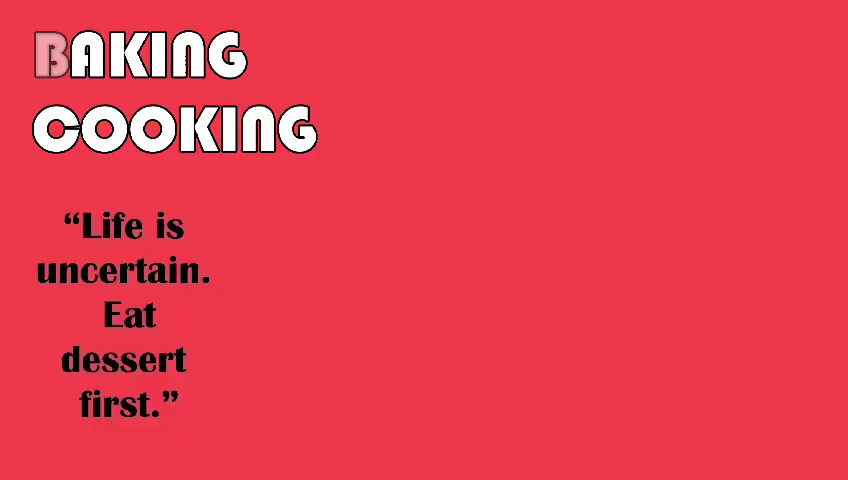 BAKING
COOKING
“Life is
uncertain.
Eat
dessert
first.”